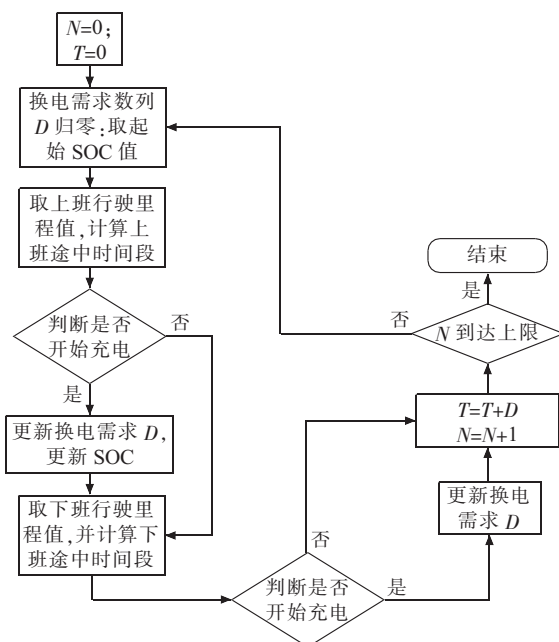 N=0；
T=0
换电需求数列
D 归零：取起
始 SOC 值
取上班行驶里
程值，计算上
班途中时间段
判断是否
开始充电
否
是
更新换电需求 D，
更新 SOC
取下班行驶里
程值，并计算下
班途中时间段
判断是否
开始充电
否
是
更新换电
需求 D
T=T+D
N=N+1
N 到达上限
否
是
结束